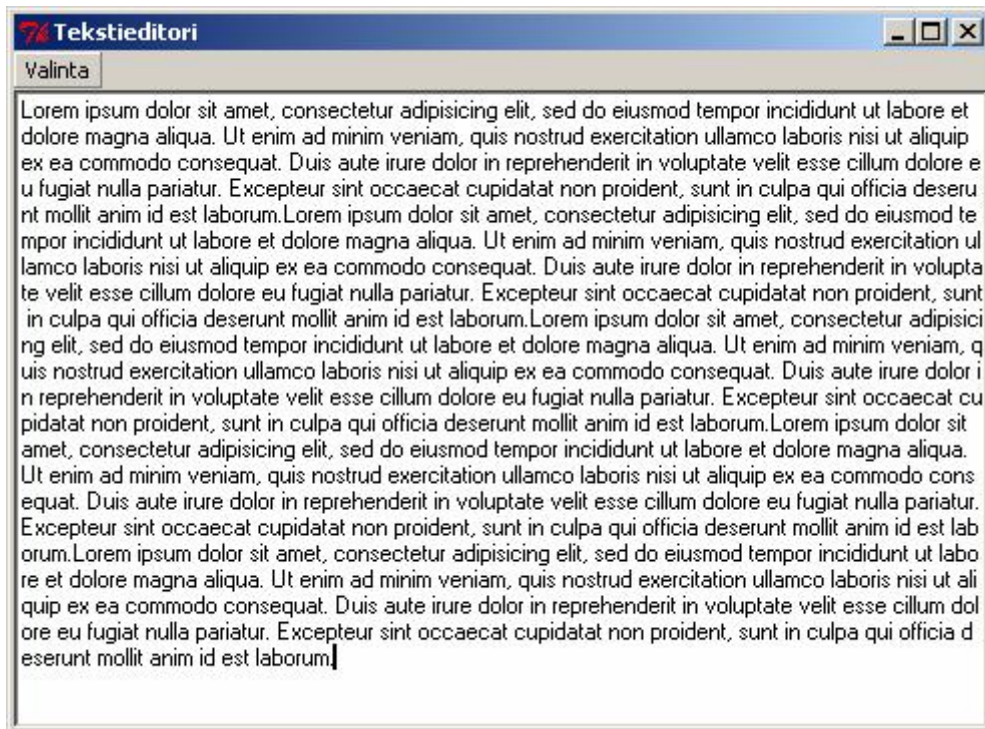 Tekstieditori
Valinta
Lorem ipsum dolor sit amet, consectetur adipisicing elit, sed do eiusmod tempor incididunt ut labore et
dolore magna aliqua. Ut enim ad minim veniam, quis nostrud exercitation ullamco laboris nisi ut aliquip
ex ea commodo consequat. Duis aute irure dolor in reprehenderit in voluptate velit esse cillum dolore e
u fugiat nulla pariatur. Excepteur sint occaecat cupidatat non proident, sunt in culpa qui officia deseru
nt mollit anim id est laborum.Lorem ipsum dolor sit amet, consectetur adipisicing elit, sed do eiusmod te
mpor incididunt ut labore et dolore magna aliqua. Ut enim ad minim veniam, quis nostrud exercitation ul
lamco laboris nisi ut aliquip ex ea commodo consequat. Duis aute irure dolor in reprehenderit in volupta
te velit esse cillum dolore eu fugiat nulla pariatur. Excepteur sint occaecat cupidatat non proident, sunt
in culpa qui officia deserunt mollit anim id est laborum.Lorem ipsum dolor sit amet, consectetur adipisici
ng elit, sed do eiusmod tempor incididunt ut labore et dolore magna aliqua. Ut enim ad minim veniam, q
uis nostrud exercitation ullamco laboris nisi ut aliquip ex ea commodo consequat. Duis aute irure dolor i
n reprehenderit in voluptate velit esse cillum dolore eu fugiat nulla pariatur. Excepteur sint occaecat cu
pidatat non proident, sunt in culpa qui officia deserunt mollit anim id est laborum.Lorem ipsum dolor sit
amet, consectetur adipisicing elit, sed do eiusmod tempor incididunt ut labore et dolore magna aliqua.
Ut enim ad minim veniam, quis nostrud exercitation ullamco laboris nisi ut aliquip ex ea commodo cons
equat. Duis aute irure dolor in reprehenderit in voluptate velit esse cillum dolore eu fugiat nulla pariatur.
Excepteur sint occaecat cupidatat non proident, sunt in culpa qui officia deserunt mollit anim id est lab
orum.Lorem ipsum dolor sit amet, consectetur adipisicing elit, sed do eiusmod tempor incididunt ut labo
re et dolore magna aliqua. Ut enim ad minim veniam, quis nostrud exercitation ullamco laboris nisi ut ali
quip ex ea commodo consequat. Duis aute irure dolor in reprehenderit in voluptate velit esse cillum dol
ore eu fugiat nulla pariatur. Excepteur sint occaecat cupidatat non proident, sunt in culpa qui officia d
eserunt mollit anim id est laborum.